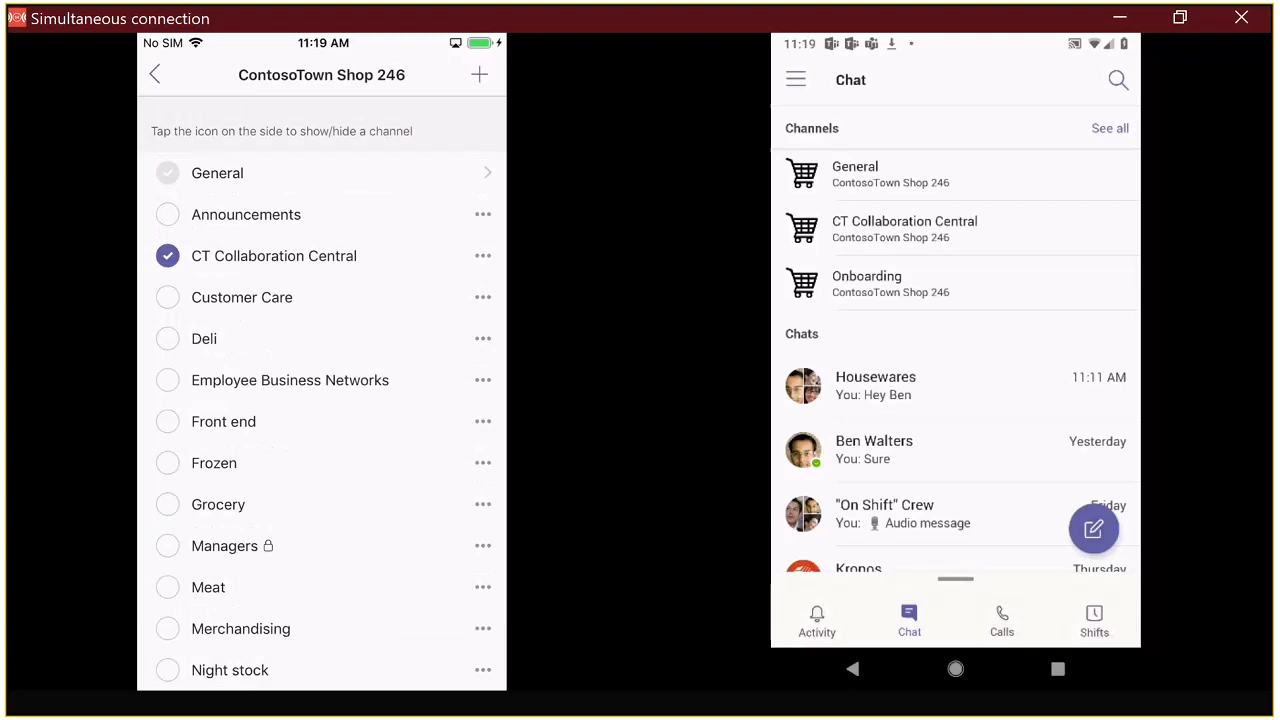 Simultaneous connection
No SIM
11:19 AM
ContosoTown Shop 246
Tap the icon on the side to show/hide a channel
General
Announcements
CT Collaboration Central
Customer Care
Deli
Employee Business Networks
Front end
Frozen
Grocery
Managers
Meat
Merchandising
Night stock
11:19
Chat
Channels
See all
General
ContosoTown Shop 246
CT Collaboration Central
ContosoTown Shop 246
Onboarding
ContosoTown Shop 246
Chats
Housewares
11:11 AM
You: Hey Ben
Ben Walters
Yesterday
You: Sure
"On Shift" Crew
Friday
You: Audio message
Kronos
Thursday
Activity
Chat
Calls
Shifts